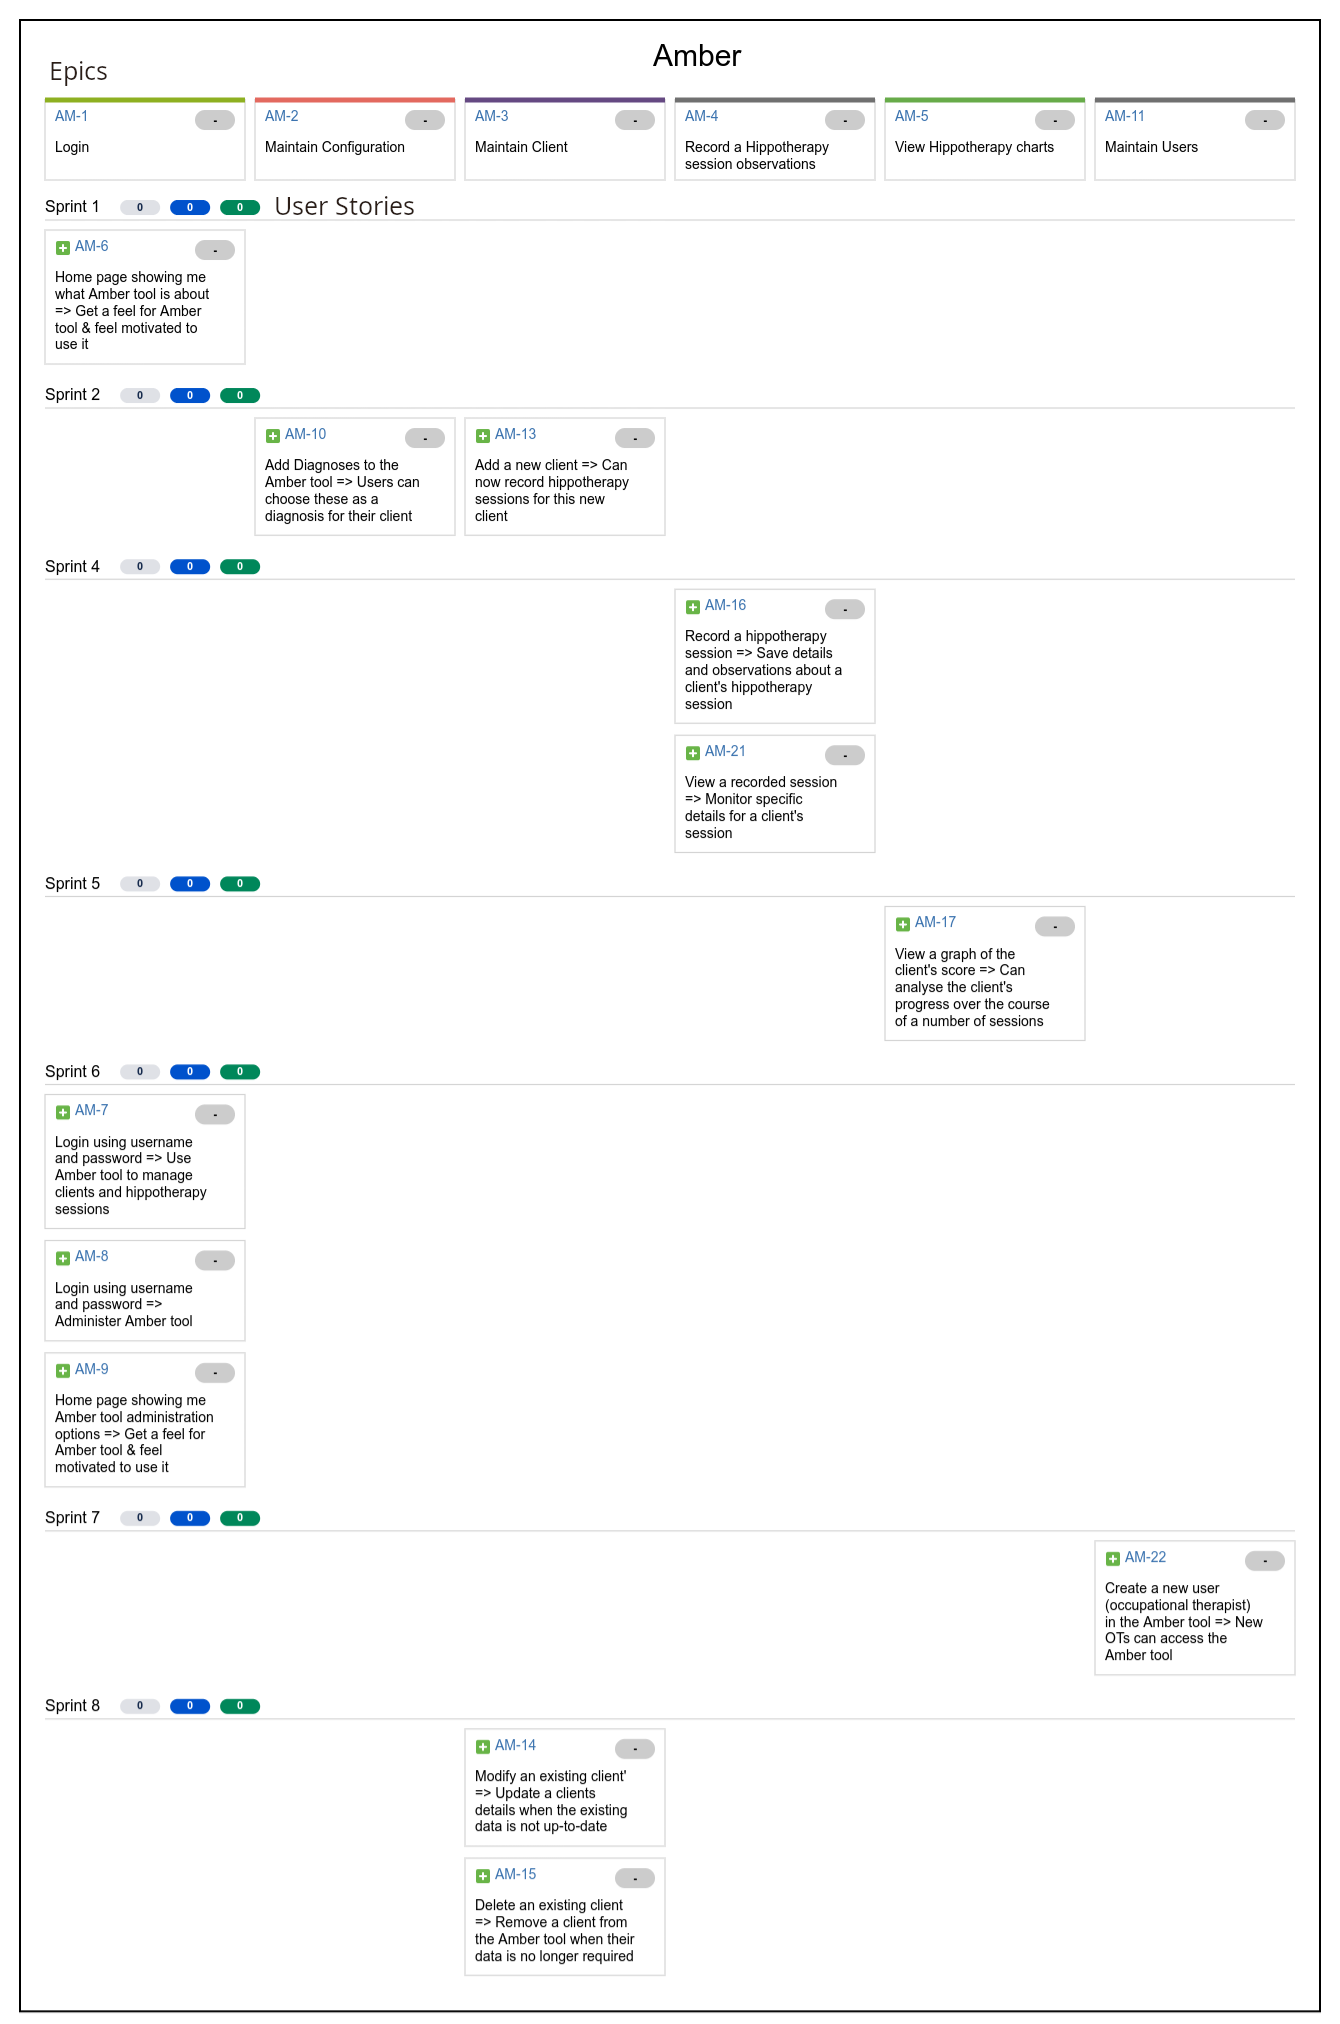 Amber
Epics
AM-1
-
Login
AM-2
-
Maintain Configuration
AM-3
-
Maintain Client
AM-4
-
Record a Hippotherapy
session observations
AM-5
-
View Hippotherapy charts
AM-11
-
Maintain Users
Sprint 1 0 0 0 User Stories
AM-6
-
Home page showing me
what Amber tool is about
=> Get a feel for Amber
tool & feel motivated to
use it
Sprint 2 0 0 0
AM-10
-
Add Diagnoses to the
Amber tool => Users can
choose these as a
diagnosis for their client
AM-13
-
Add a new client => Can
now record hippotherapy
sessions for this new
client
Sprint 4 0 0 0
AM-16
-
Record a hippotherapy
session => Save details
and observations about a
client's hippotherapy
session
AM-21
-
View a recorded session
=> Monitor specific
details for a client's
session
Sprint 5 0 0 0
AM-17
-
View a graph of the
client's score => Can
analyse the client's
progress over the course
of a number of sessions
Sprint 6 0 0 0
AM-7
-
Login using username
and password => Use
Amber tool to manage
clients and hippotherapy
sessions
AM-8
-
Login using username
and password =>
Administer Amber tool
AM-9
-
Home page showing me
Amber tool administration
options => Get a feel for
Amber tool & feel
motivated to use it
Sprint 7 0 0 0
AM-22
-
Create a new user
(occupational therapist)
in the Amber tool => New
OTs can access the
Amber tool
Sprint 8 0 0 0
AM-14
-
Modify an existing client'
=> Update a clients
details when the existing
data is not up-to-date
AM-15
-
Delete an existing client
=> Remove a client from
the Amber tool when their
data is no longer required